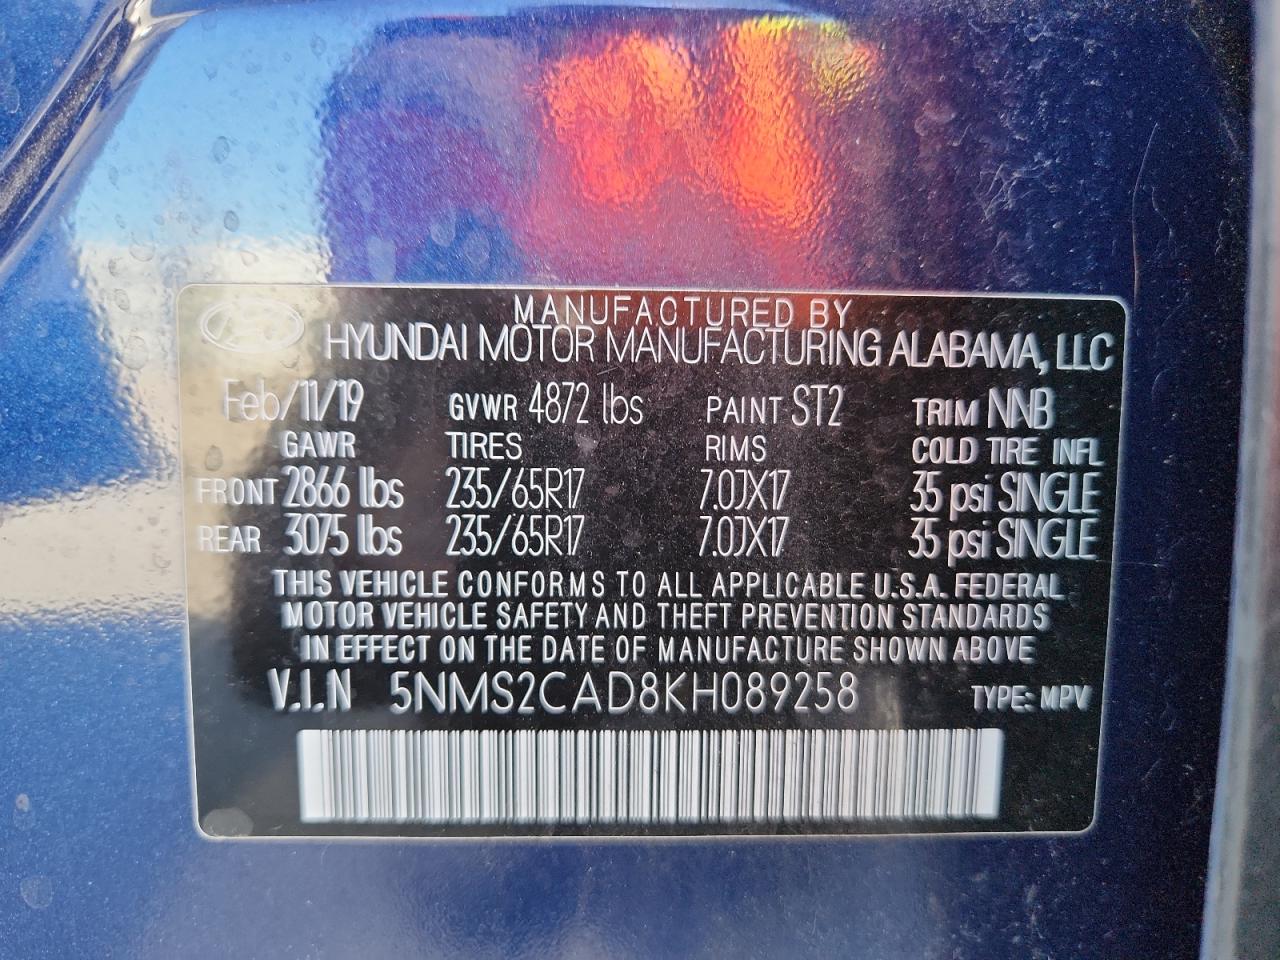 MANUFACTURED BY
HYUNDAI MOTOR MANUFACTURING ALABAMA, LLC
Feb/11/19 GVWR 4872 lbs PAINT ST2 TRIM NNB
GAWR TIRES RIMS COLD TIRE INFL
FRONT 2866 lbs 235/65R17 7.0JX17 35 psi SINGLE
REAR 3075 lbs 235/65R17 7.0JX17 35 psi SINGLE
THIS VEHICLE CONFORMS TO ALL APPLICABLE U.S.A. FEDERAL
MOTOR VEHICLE SAFETY AND THEFT PREVENTION STANDARDS
IN EFFECT ON THE DATE OF MANUFACTURE SHOWN ABOVE
V.I.N 5NMS2CAD8KH089258 TYPE: MPV